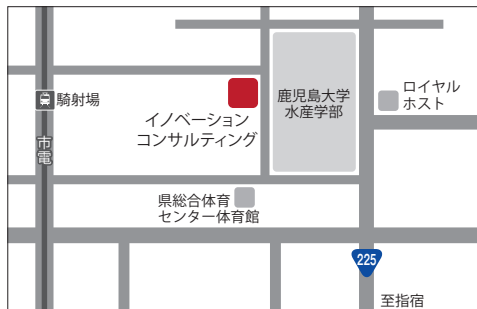 騎射場
市電
イノベーション
コンサルティング
鹿児島大学
水産学部
ロイヤル
ホスト
県総合体育
センター体育館
225
至指宿